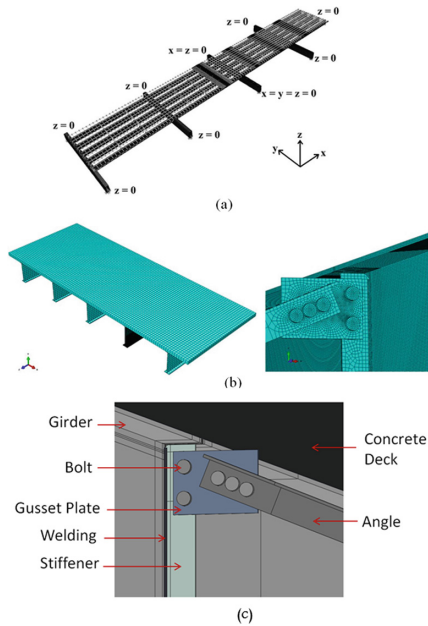 (a)
z = 0
x = z = 0
z = 0
z = 0
z = 0
z = 0
x = y = z = 0
z = 0
z = 0
z
y
x
(b)
Girder
Bolt
Gusset Plate
Welding
Stiffener
Concrete
Deck
Angle
(c)